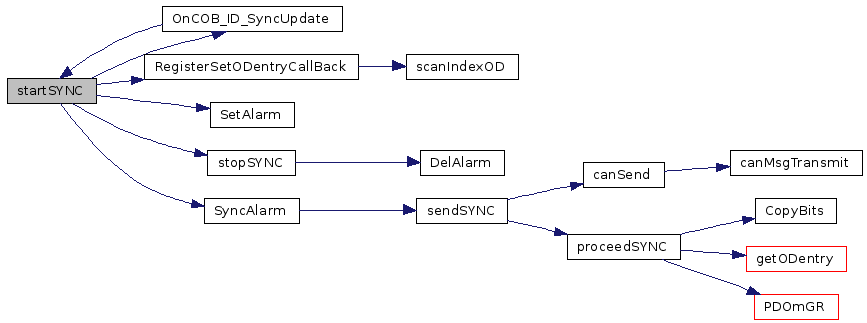 OnCOB_ID_SyncUpdate
RegisterSetODentryCallBack
scanIndexOD
startSYNC
SetAlarm
stopSYNC
DelAlarm
canMsgTransmit
canSend
SyncAlarm
sendSYNC
CopyBits
proceedSYNC
getODentry
PDOmGR